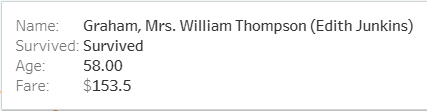 Name: Graham, Mrs. William Thompson (Edith Junkins)
Survived: Survived
Age: 58.00
Fare: $153.5